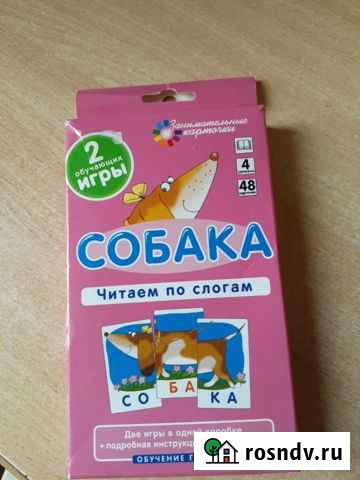 Занимательные
карточки
2
обучающих
игры
4
48
СОБАКА
Читаем по слогам
СО БА КА
Две игры в одной коробке
+ подробная инструкция
ОБУЧЕНИЕ
rosndv.ru